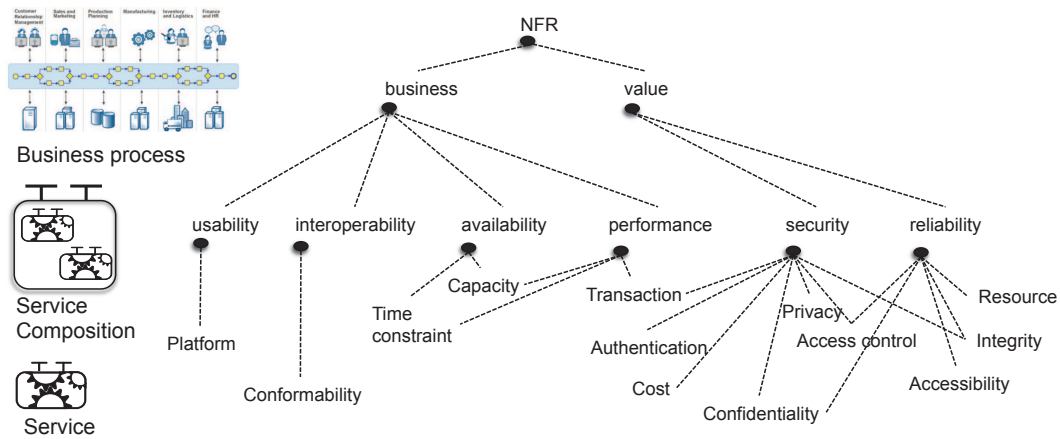 Customer
Relationship
Management
Sales and
Marketing
Production
Planning
Manufacturing
Inventory
and Logistics
Finance
and HR
Business process
Service
Composition
Service
NFR
business
value
usability
interoperability
availability
performance
security
reliability
Capacity
Transaction
Resource
Time
constraint
Privacy
Platform
Authentication
Access control
Integrity
Conformability
Cost
Accessibility
Confidentiality